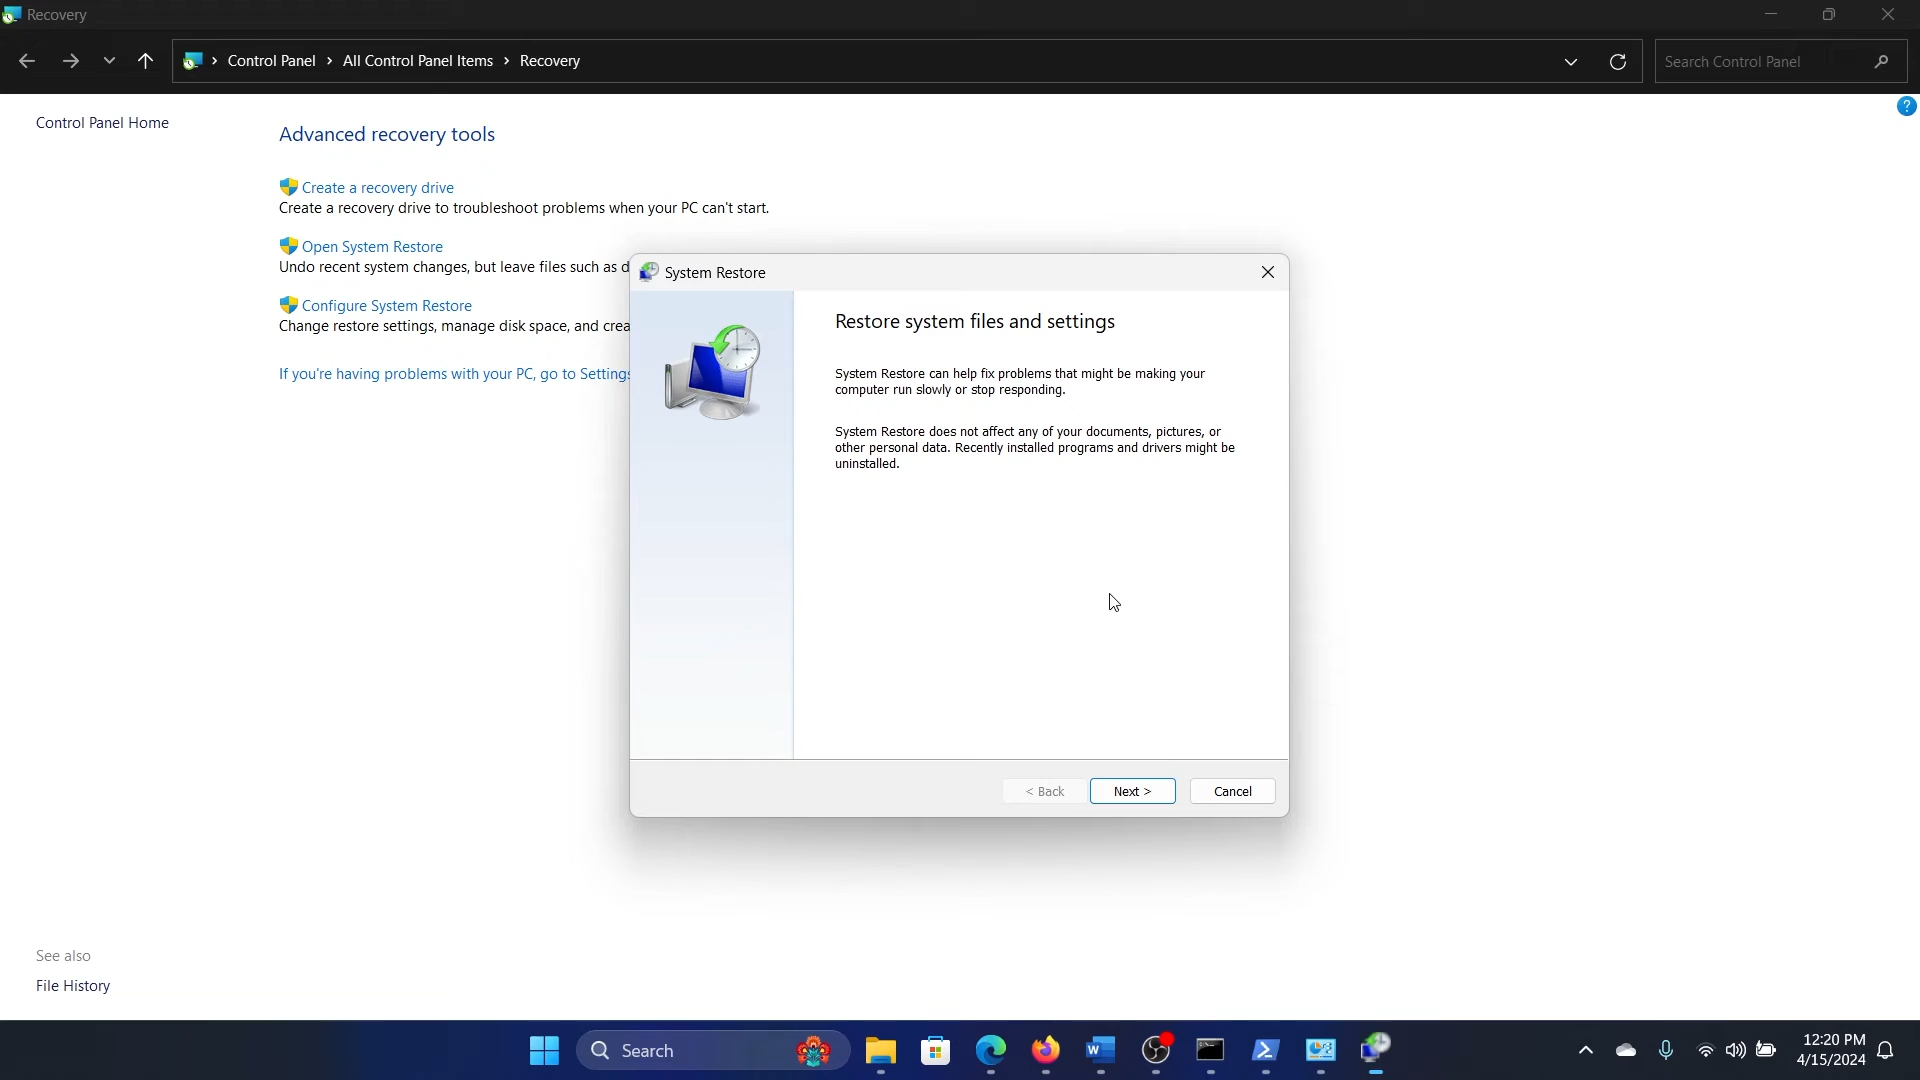 Recovery
Control Panel > All Control Panel Items > Recovery
Search Control Panel
Control Panel Home
Advanced recovery tools
Create a recovery drive
Create a recovery drive to troubleshoot problems when your PC can't start.
Open System Restore
Undo recent system changes, but leave files such as d
Configure System Restore
Change restore settings, manage disk space, and crea
If you're having problems with your PC, go to Settings
System Restore
Restore system files and settings
System Restore can help fix problems that might be making your
computer run slowly or stop responding.
System Restore does not affect any of your documents, pictures, or
other personal data. Recently installed programs and drivers might be
uninstalled.
< Back
Next >
Cancel
See also
File History
Search
12:20 PM
4/15/2024